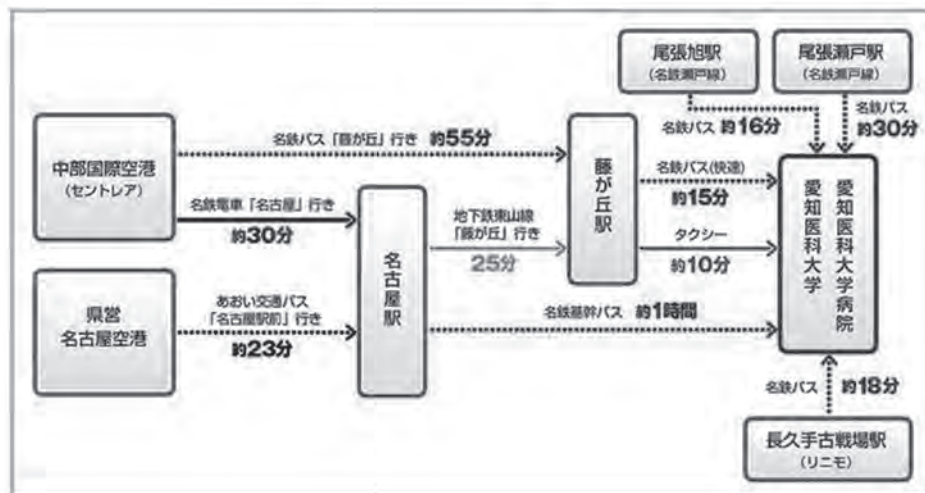 尾張旭駅
(名鉄瀬戸線)
尾張瀬戸駅
(名鉄瀬戸線)
名鉄バス 約16分
名鉄バス
約30分
中部国際空港
(セントレア)
名鉄バス「藤が丘」行き 約55分
名鉄電車「名古屋」行き
約30分
名古屋駅
地下鉄東山線
「藤が丘」行き
25分
藤が丘駅
名鉄バス(快速)
約15分
タクシー
約10分
愛知医科大学病院
愛知医科大学
県営
名古屋空港
あおい交通バス
「名古屋駅前」行き
約23分
名鉄基幹バス 約1時間
名鉄バス 約18分
長久手古戦場駅
(リニモ)